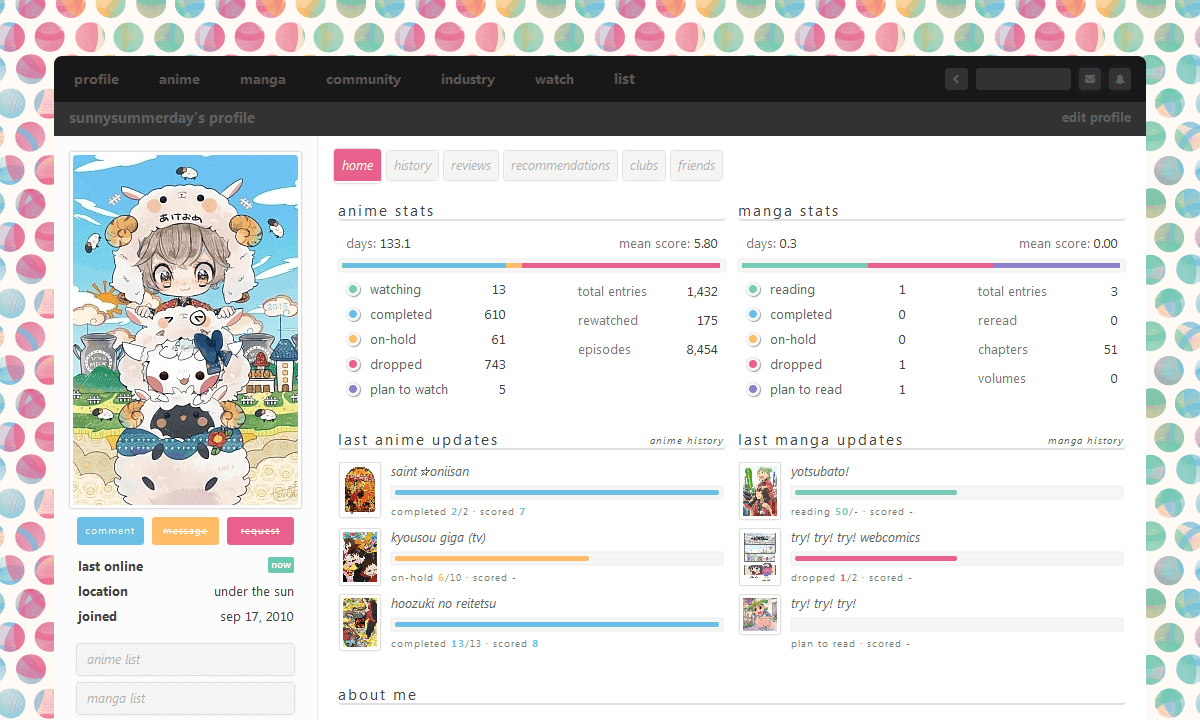 profile anime manga community industry watch list
sunnysummerday's profile edit profile
あけおめ
2015
comment message request
last online now
location under the sun
joined sep 17, 2010
anime list
manga list
home history reviews recommendations clubs friends
anime stats
days: 133.1 mean score: 5.80
watching 13
completed 610
on-hold 61
dropped 743
plan to watch 5
total entries 1,432
rewatched 175
episodes 8,454
manga stats
days: 0.3 mean score: 0.00
reading 1
completed 0
on-hold 0
dropped 1
plan to read 1
total entries 3
reread 0
chapters 51
volumes 0
last anime updates anime history
saint ☆oniisan
completed 2/2 · scored 7
kyousou giga (tv)
on-hold 6/10 · scored -
hoozuki no reitetsu
completed 13/13 · scored 8
last manga updates manga history
yotsubato!
reading 50/- · scored -
try! try! try! webcomics
dropped 1/2 · scored -
try! try! try!
plan to read · scored -
about me